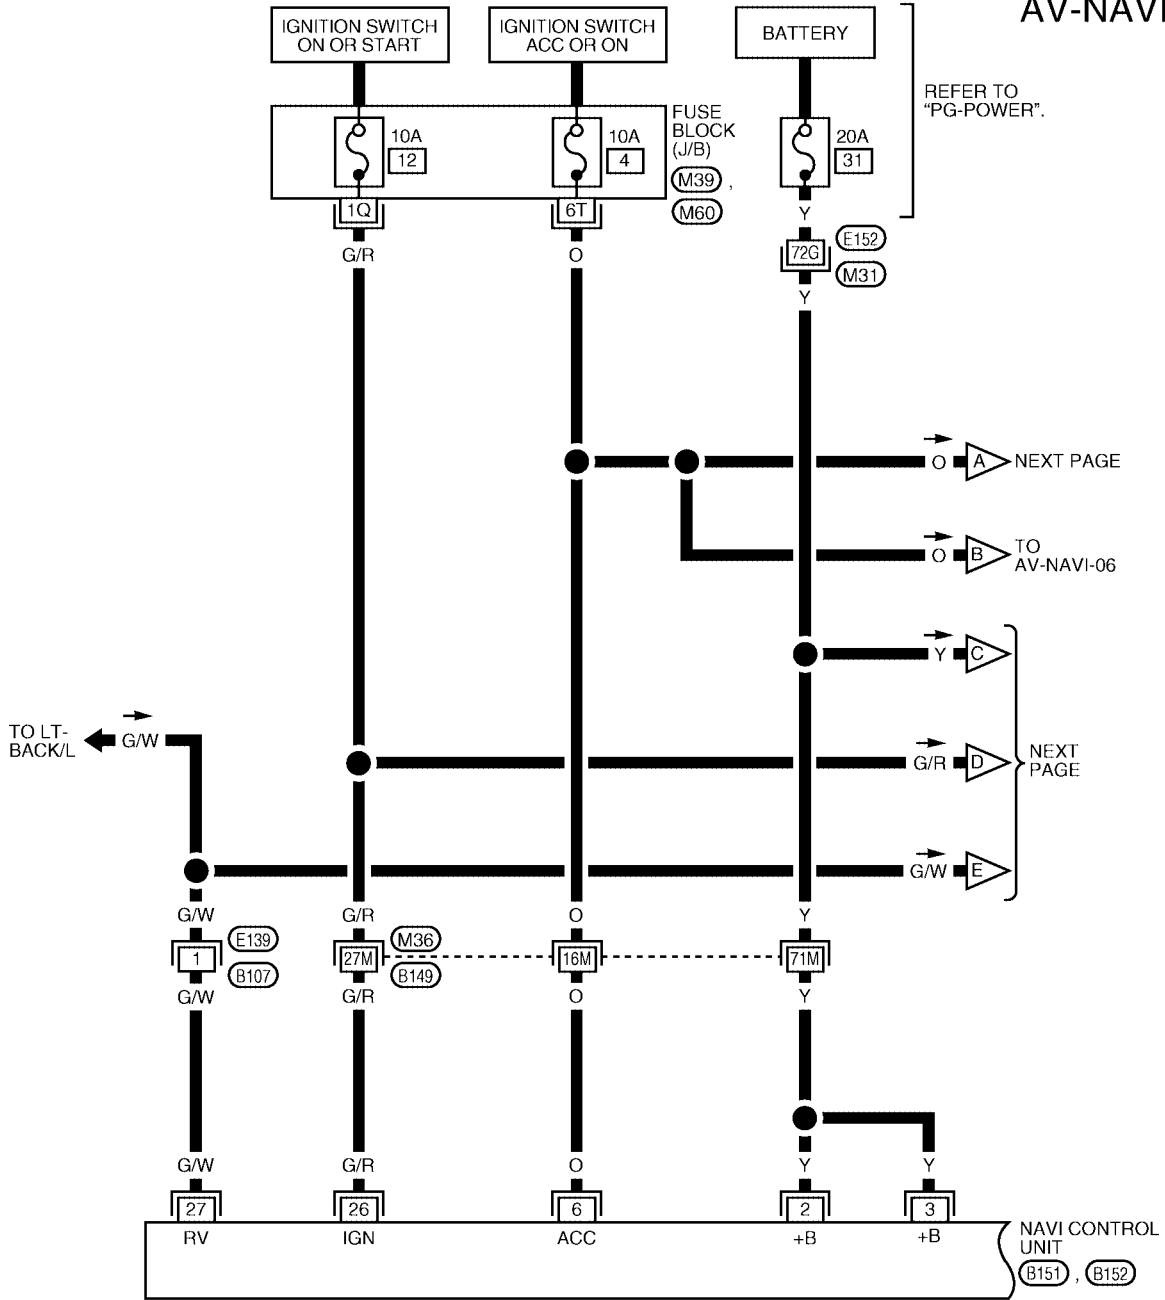 AV-NAVI
IGNITION SWITCH
ON OR START
IGNITION SWITCH
ACC OR ON
BATTERY
REFER TO
“PG-POWER”.
10A
12
10A
4
FUSE
BLOCK
(J/B)
M39 ,
M60
20A
31
1Q
6T
Y
G/R
O
72G
E152
M31
Y
O
A
NEXT PAGE
O
B
TO
AV-NAVI-06
Y
C
TO LT-
BACK/L
G/W
G/R
D
NEXT
PAGE
G/W
E
G/W
G/R
O
Y
1
E139
B107
27M
M36
B149
16M
71M
G/W
G/R
O
Y
G/W
G/R
O
Y
Y
27
26
6
2
3
RV
IGN
ACC
+B
+B
NAVI CONTROL
UNIT
B151 , B152